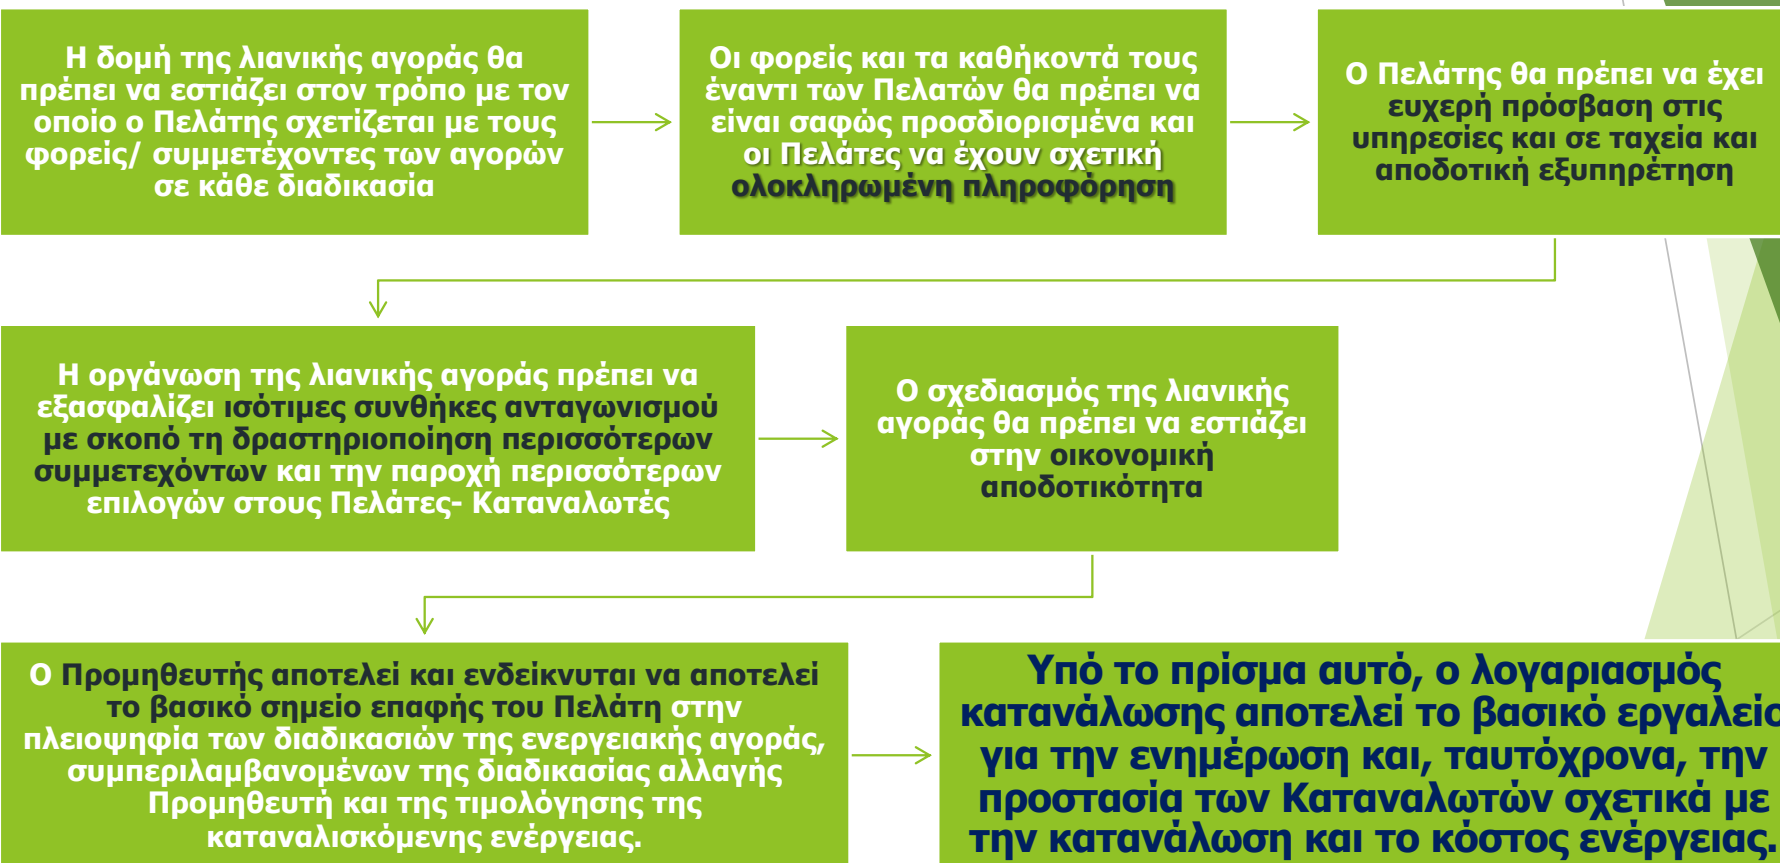 Η δομή της λιανικής αγοράς θα
πρέπει να εστιάζει στον τρόπο με τον
οποίο ο Πελάτης σχετίζεται με τους
φορείς/ συμμετέχοντες των αγορών
σε κάθε διαδικασία
Οι φορείς και τα καθήκοντά τους
έναντι των Πελατών θα πρέπει να
είναι σαφώς προσδιορισμένα και
οι Πελάτες να έχουν σχετική
ολοκληρωμένη πληροφόρηση
Ο Πελάτης θα πρέπει να έχει
ευχερή πρόσβαση στις
υπηρεσίες και σε ταχεία και
αποδοτική εξυπηρέτηση
Η οργάνωση της λιανικής αγοράς πρέπει να
εξασφαλίζει ισότιμες συνθήκες ανταγωνισμού
με σκοπό τη δραστηριοποίηση περισσότερων
συμμετεχόντων και την παροχή περισσότερων
επιλογών στους Πελάτες- Καταναλωτές
Ο σχεδιασμός της λιανικής
αγοράς θα πρέπει να εστιάζει
στην οικονομική
αποδοτικότητα
Ο Προμηθευτής αποτελεί και ενδείκνυται να αποτελεί
το βασικό σημείο επαφής του Πελάτη στην
πλειοψηφία των διαδικασιών της ενεργειακής αγοράς,
συμπεριλαμβανομένων της διαδικασίας αλλαγής
Προμηθευτή και της τιμολόγησης της
καταναλισκόμενης ενέργειας.
Υπό το πρίσμα αυτό, ο λογαριασμός
κατανάλωσης αποτελεί το βασικό εργαλείο
για την ενημέρωση και, ταυτόχρονα, την
προστασία των Καταναλωτών σχετικά με
την κατανάλωση και το κόστος ενέργειας.